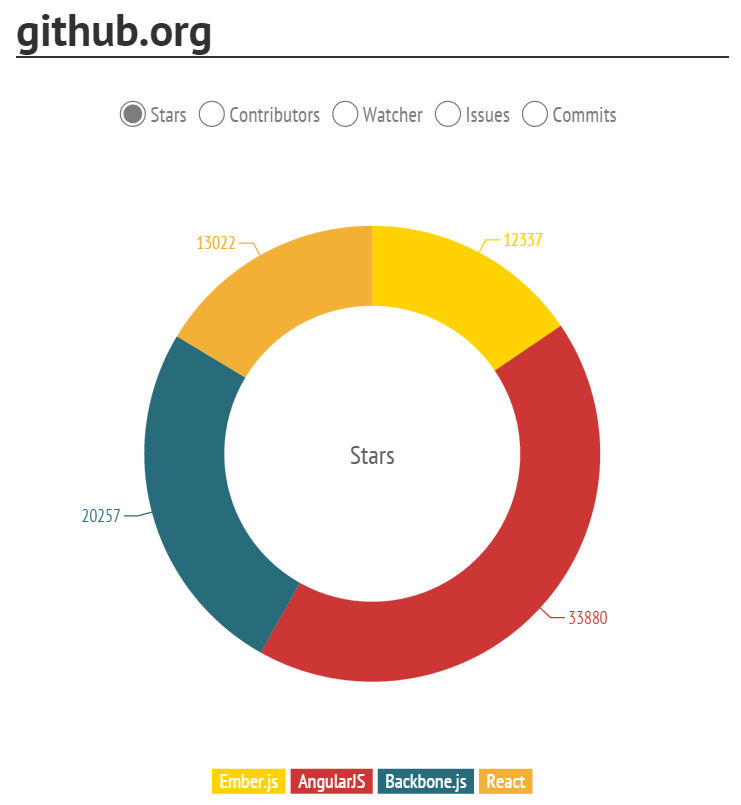 github.org
Stars Contributors Watcher Issues Commits
13022
12337
Stars
20257
33880
Ember.js AngularJS Backbone.js React